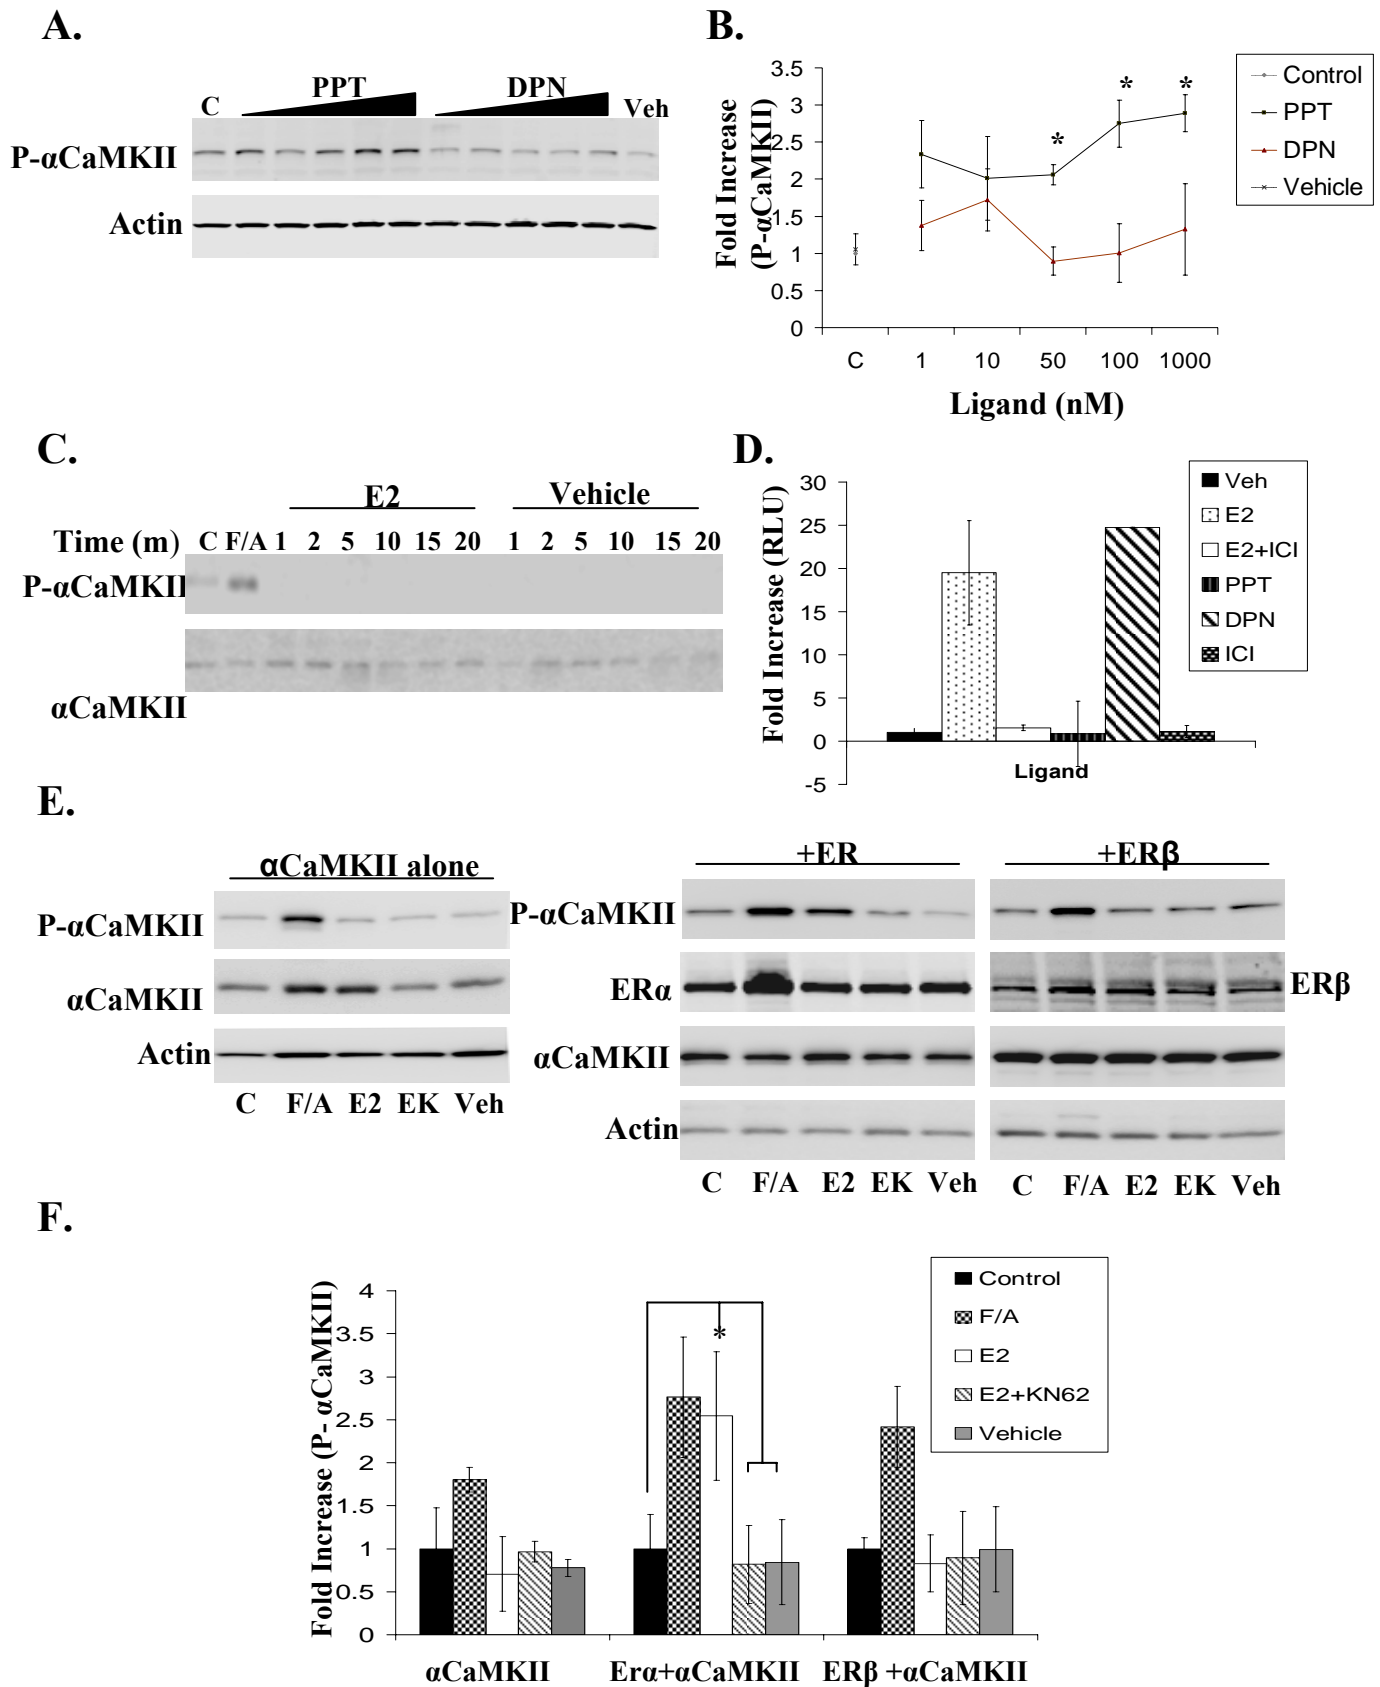 A.
PPT
DPN
C
Veh
P-αCaMKII
Actin
B.
Fold Increase
(P-αCaMKII)
3.5
3
2.5
2
1.5
1
0.5
0
*
*
*
C 1 10 50 100 1000
Ligand (nM)
Control
PPT
DPN
Vehicle
C.
E2
Vehicle
Time (m) C F/A 1 2 5 10 15 20 1 2 5 10 15 20
P-αCaMKII
αCaMKII
D.
Fold Increase (RLU)
30
25
20
15
10
5
0
-5
Ligand
Veh
E2
E2+ICI
PPT
DPN
ICI
E.
αCaMKII alone
P-αCaMKII
αCaMKII
Actin
C F/A E2 EK Veh
+ER
+ERβ
P-αCaMKII
ERα
ERβ
αCaMKII
Actin
C F/A E2 EK Veh
C F/A E2 EK Veh
F.
Fold Increase (P- αCaMKII)
4
3.5
3
2.5
2
1.5
1
0.5
0
*
Control
F/A
E2
E2+KN62
Vehicle
αCaMKII
Erα+αCaMKII
ERβ +αCaMKII